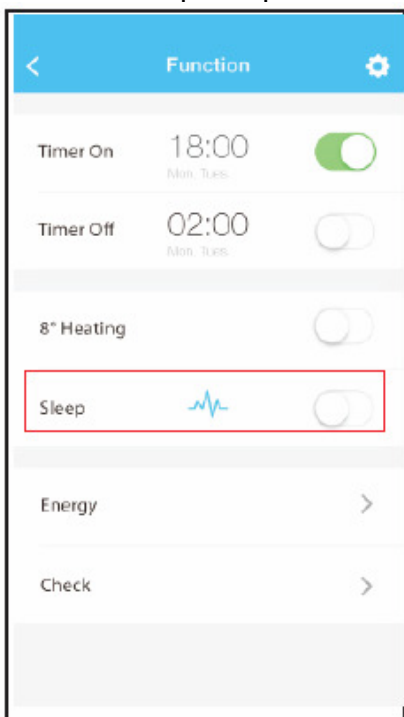 Function
Timer On 18:00
Mon. Tues.
Timer Off 02:00
Mon. Tues.
8° Heating
Sleep
Energy
Check